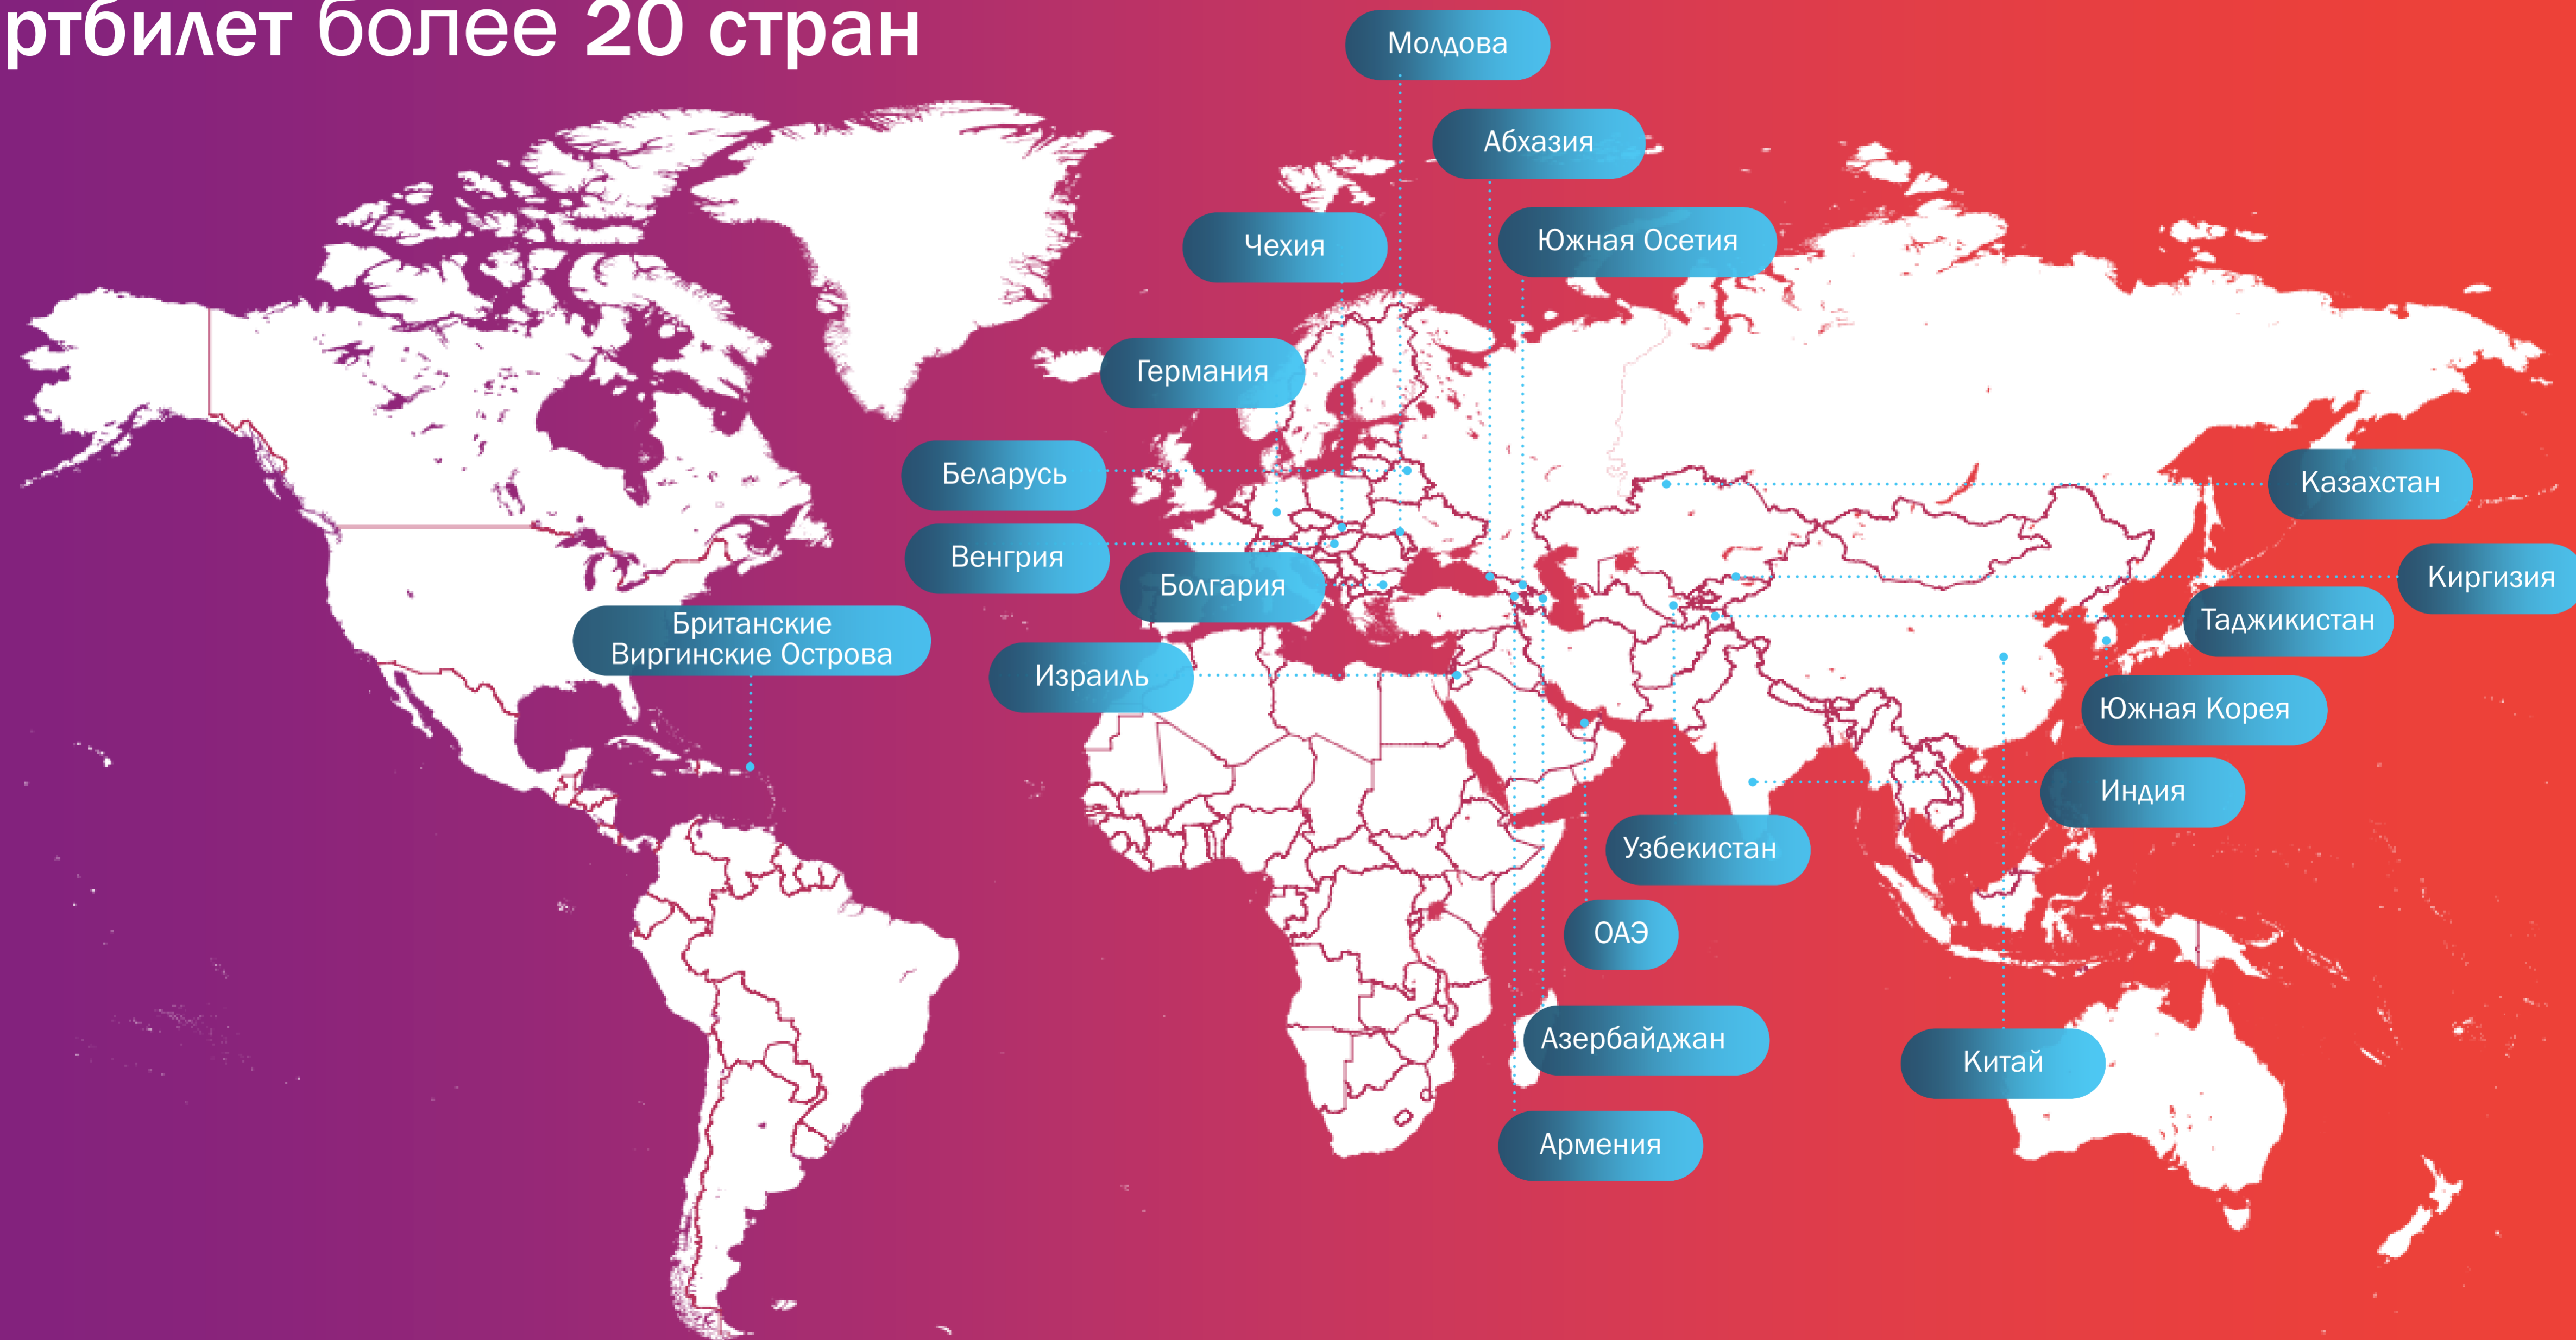 ртбилет более 20 стран
Молдова
Абхазия
Чехия
Южная Осетия
Германия
Беларусь
Казахстан
Венгрия
Болгария
Киргизия
Британские
Виргинские Острова
Таджикистан
Израиль
Южная Корея
Индия
Узбекистан
ОАЭ
Азербайджан
Китай
Армения